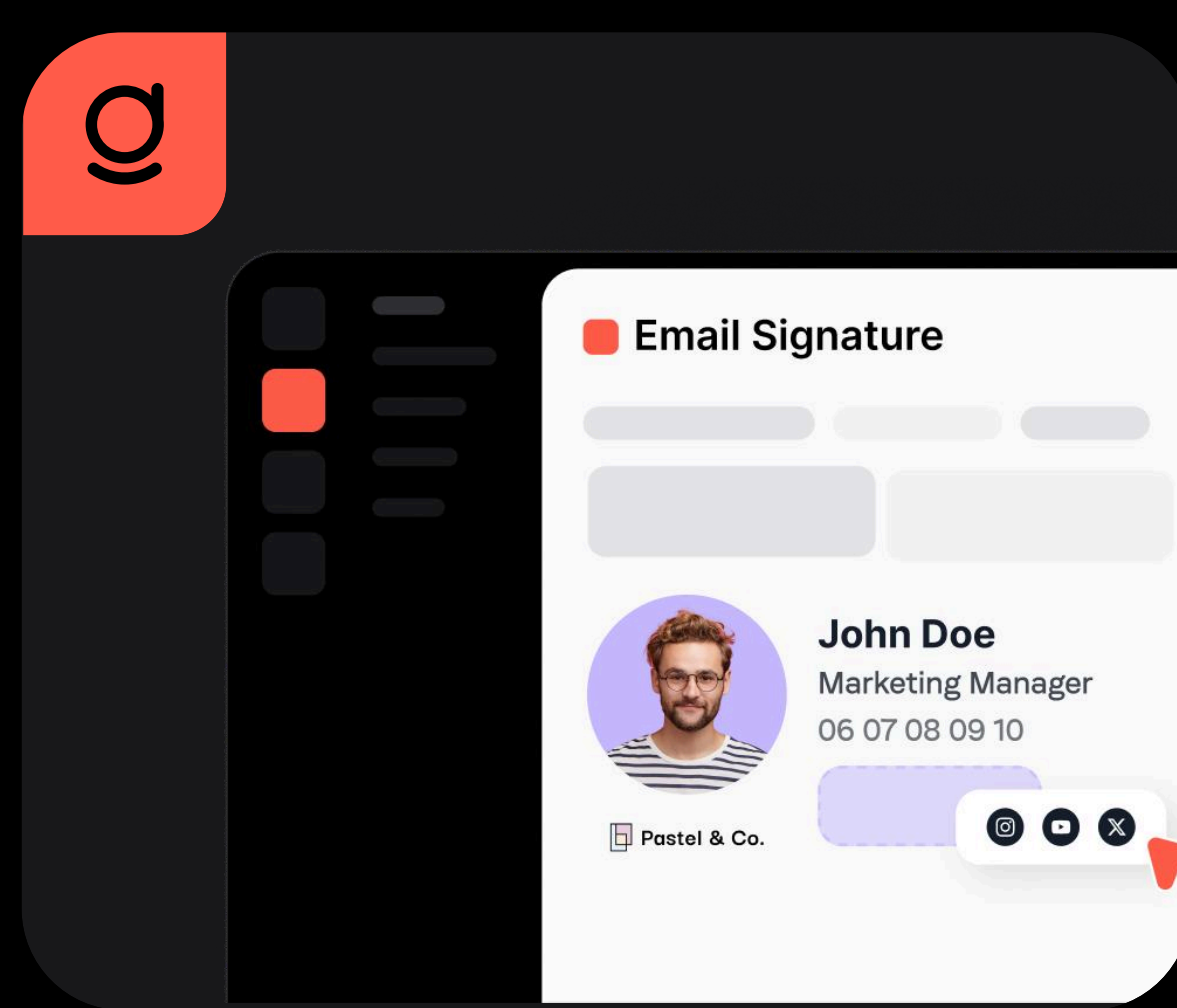 g
Email Signature
John Doe
Marketing Manager
06 07 08 09 10
Pastel & Co.